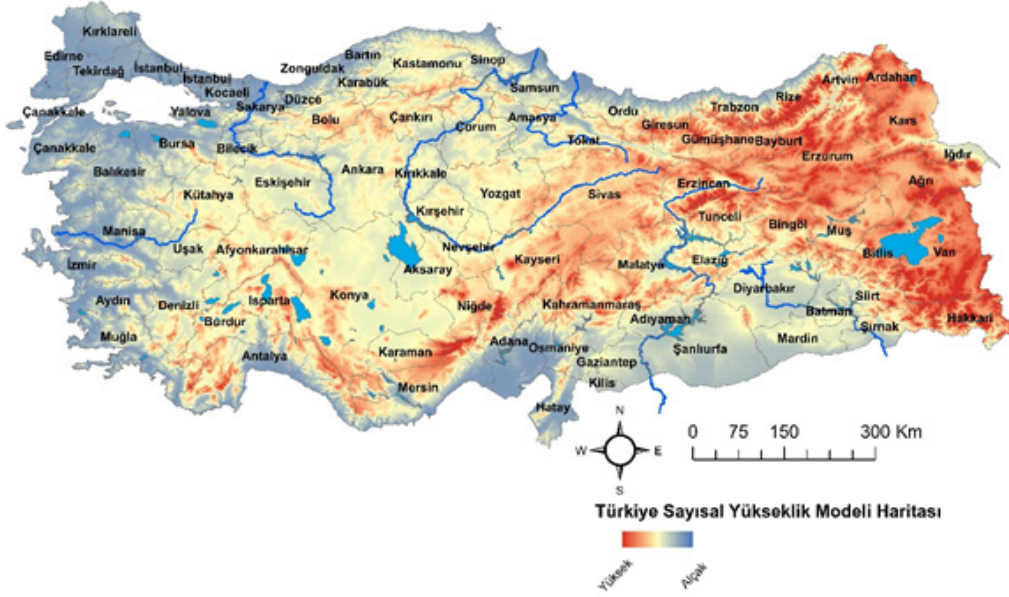 Kırklareli
Edirne
Tekirdağ
İstanbul
İstanbul
Kocaeli
Sakarya
Düzce
Zonguldak
Bartın
Karabük
Kastamonu
Sinop
Samsun
Ordu
Giresun
Trabzon
Rize
Artvin
Ardahan
Kars
Iğdır
Çanakkale
Çanakkale
Yalova
Bursa
Bilecik
Bolu
Çankırı
Çorum
Amasya
Tokat
Gümüşhane
Bayburt
Erzurum
Ağrı
Balıkesir
Kütahya
Eskişehir
Ankara
Kırıkkale
Yozgat
Sivas
Erzincan
Tunceli
Bingöl
Muş
Bitlis
Van
Manisa
Uşak
Afyonkarahisar
Kırşehir
Nevşehir
Aksaray
Kayseri
Malatya
Elazığ
Diyarbakır
Batman
Siirt
Şırnak
Hakkari
İzmir
Aydın
Denizli
Isparta
Burdur
Konya
Niğde
Kahramanmaraş
Adıyaman
Şanlıurfa
Mardin
Muğla
Antalya
Karaman
Mersin
Adana
Osmaniye
Gaziantep
Kilis
Hatay
N
W
E
S
0 75 150 300 Km
Türkiye Sayısal Yükseklik Modeli Haritası
Yüksek
Alçak